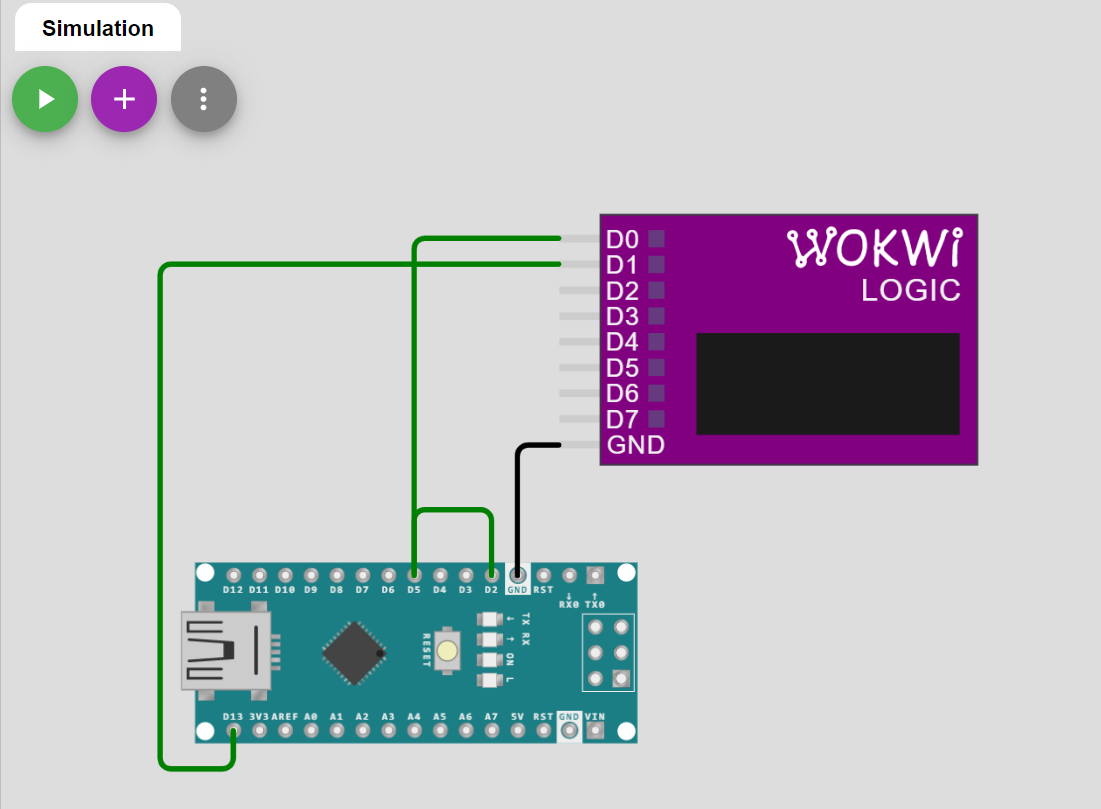 Simulation
D0
WOKWi
D1
LOGIC
D2
D3
D4
D5
D6
D7
GND
D12 D11 D10 D9 D8 D7 D6 D5 D4 D3 D2 GND RST
RX0 TX0
RESET
TX RX
ON
L
D13 3V3 AREF A0 A1 A2 A3 A4 A5 A6 A7 5V RST GND VIN